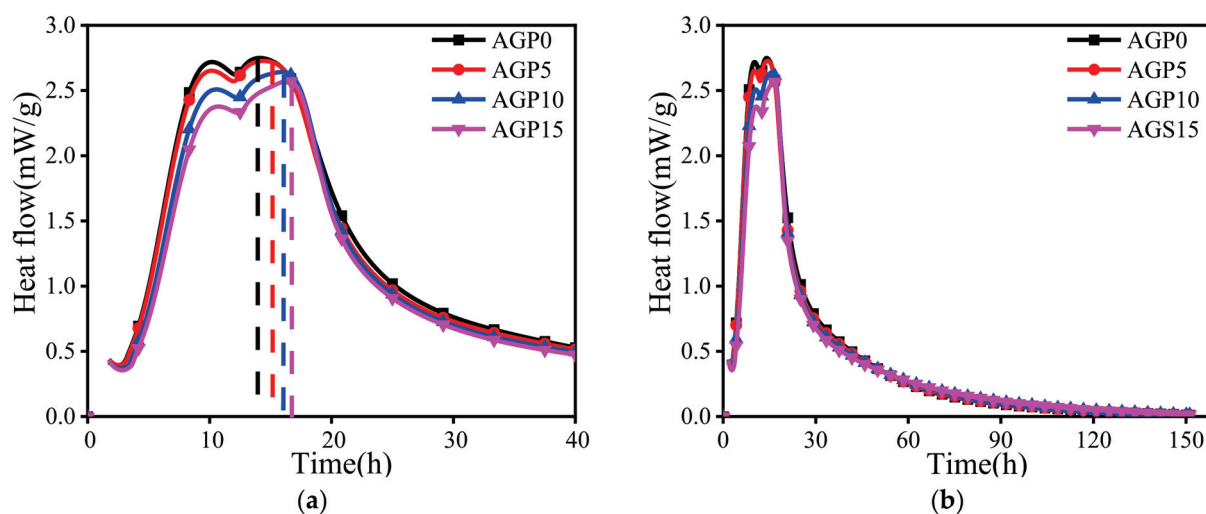 3.0
2.5
2.0
1.5
1.0
0.5
0.0
Heat flow(mW/g)
AGP0
AGP5
AGP10
AGP15
0 10 20 30 40
Time(h)
(a)
3.0
2.5
2.0
1.5
1.0
0.5
0.0
Heat flow(mW/g)
AGP0
AGP5
AGP10
AGS15
0 30 60 90 120 150
Time(h)
(b)